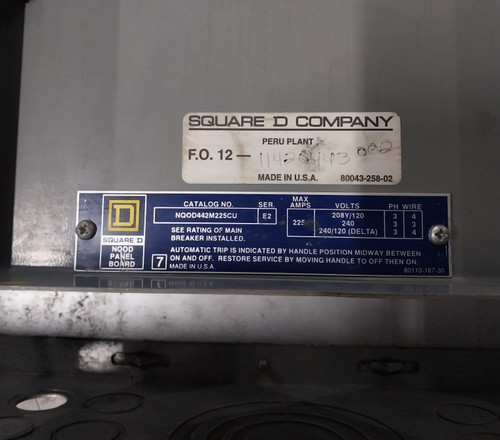 SQUARE D COMPANY
PERU PLANT
F.O. 12 — 002
MADE IN U.S.A. 80043-258-02
D
SQUARE D
NQOD
PANEL
BOARD
CATALOG NO. SER.
NQOD442M225CU E2
SEE RATING OF MAIN
BREAKER INSTALLED.
MAX
AMPS VOLTS PH WIRE
225 208Y/120 3 4
240 3 3
240/120 (DELTA) 3 4
AUTOMATIC TRIP IS INDICATED BY HANDLE POSITION MIDWAY BETWEEN
7 ON AND OFF. RESTORE SERVICE BY MOVING HANDLE TO OFF THEN ON.
MADE IN U.S.A. 80110-187-30